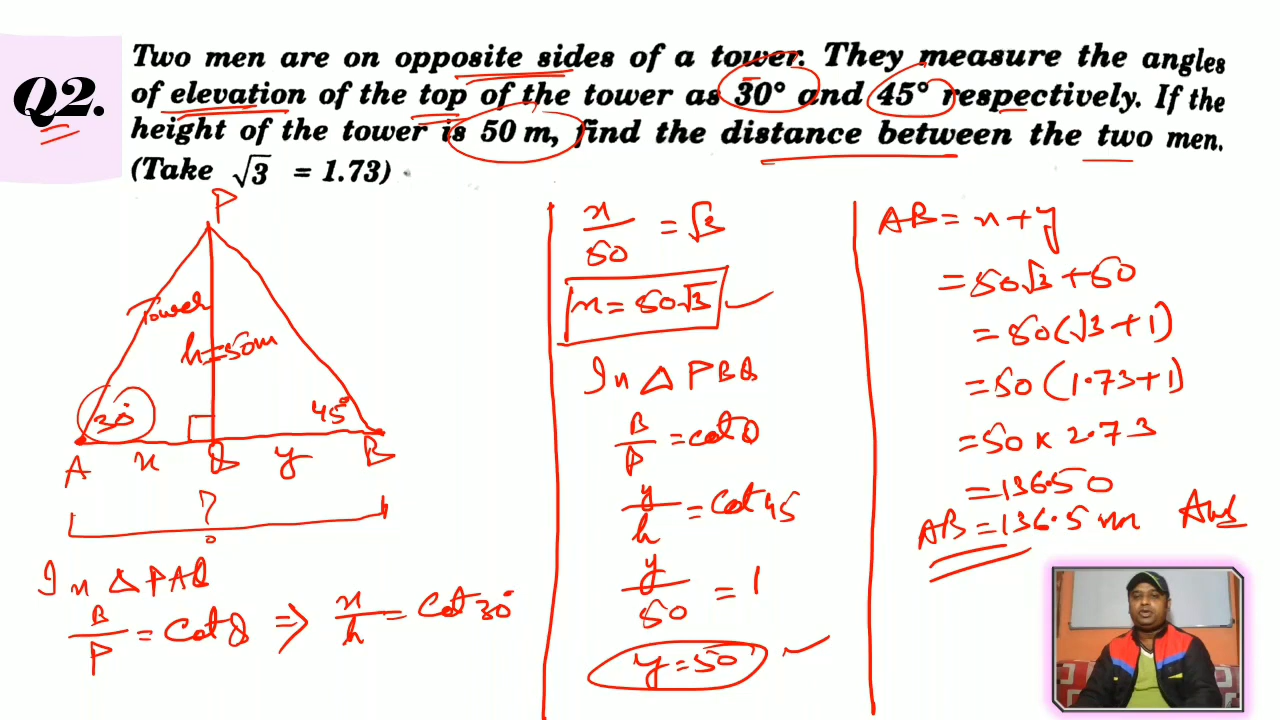 Q2.
Two men are on opposite sides of a tower. They measure the angles
of elevation of the top of the tower as 30° and 45° respectively. If the
height of the tower is 50 m, find the distance between the two men.
(Take √3 = 1.73)
P
Tower
h=50m
30°
45°
A x Q y B
?
In △PAQ
B/P = Cot θ ⇒ x/h = Cot 30°
x/50 = √3
x = 50√3
In △PBQ
B/P = cot θ
y/h = Cot 45
y/50 = 1
y = 50
AB = x + y
= 50√3 + 50
= 50(√3 + 1)
= 50 (1.73 + 1)
= 50 × 2.73
= 136.50
AB = 136.5 m Ans